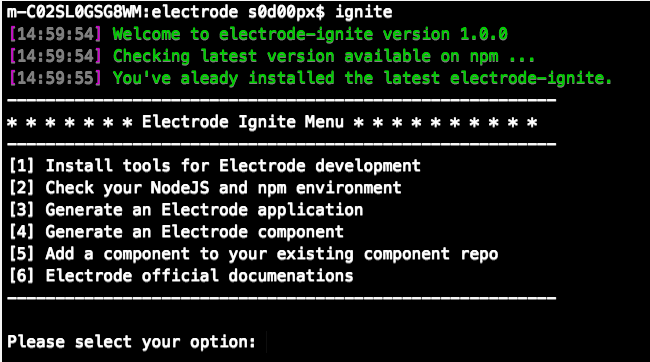 m-C02SL0GSG8WM:electrode s0d00px$ ignite
[14:59:54] Welcome to electrode-ignite version 1.0.0
[14:59:54] Checking latest version available on npm ...
[14:59:55] You've aleady installed the latest electrode-ignite.
----------------------------------------------------------
* * * * * * * Electrode Ignite Menu * * * * * * * * * *
----------------------------------------------------------
[1] Install tools for Electrode development
[2] Check your NodeJS and npm environment
[3] Generate an Electrode application
[4] Generate an Electrode component
[5] Add a component to your existing component repo
[6] Electrode official documenations
----------------------------------------------------------
Please select your option: